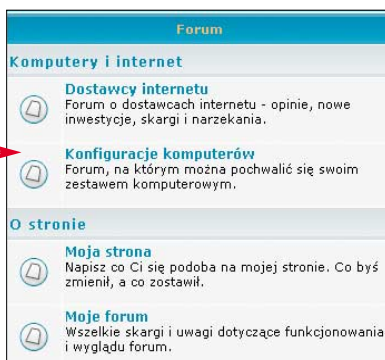 Forum
Komputery i internet
Dostawcy internetu
Forum o dostawcach internetu - opinie, nowe
inwestycje, skargi i narzekania.
Konfiguracje komputerów
Forum, na którym można pochwalić się swoim
zestawem komputerowym.
O stronie
Moja strona
Napisz co Ci się podoba na mojej stronie. Co byś
zmienił, a co zostawił.
Moje forum
Wszelkie skargi i uwagi dotyczące funkcjonowania
i wyglądu forum.